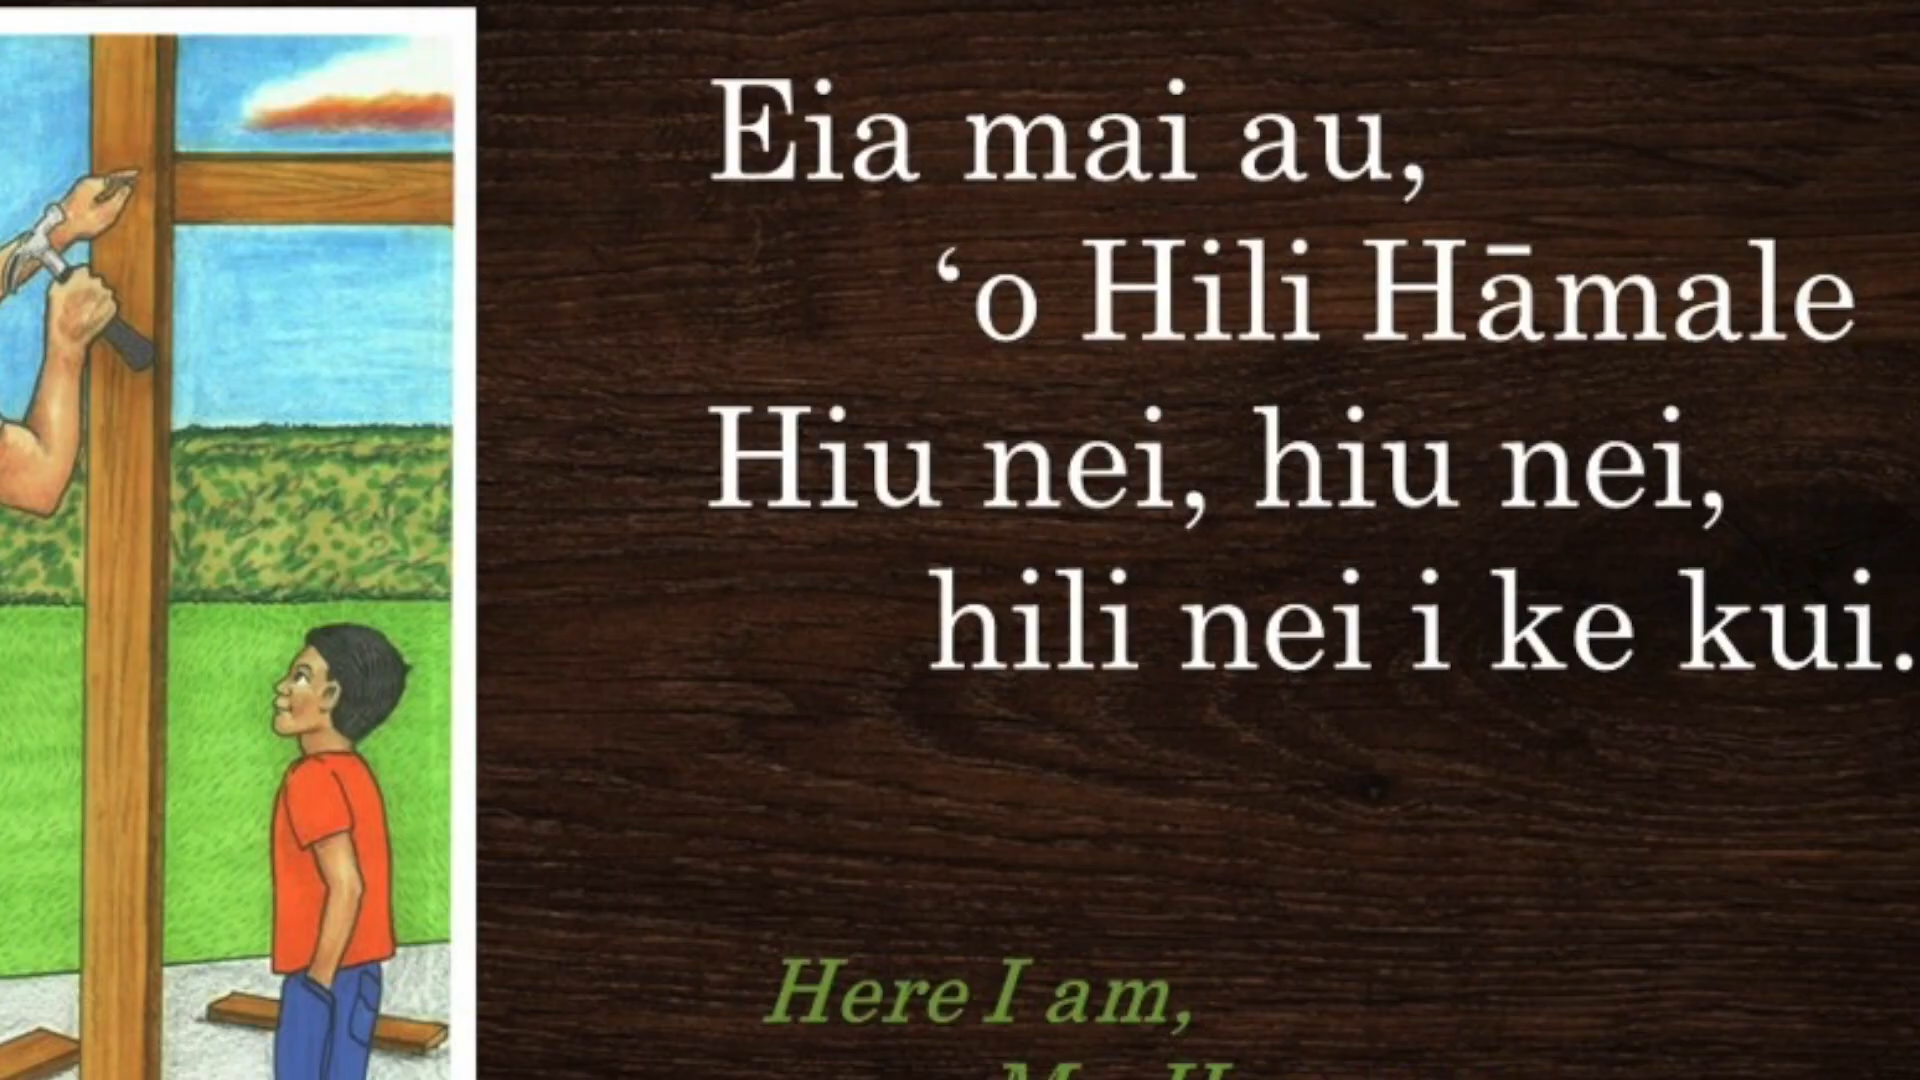 Eia mai au,
‘o Hili Hāmale
Hiu nei, hiu nei,
hili nei i ke kui.
Here I am,